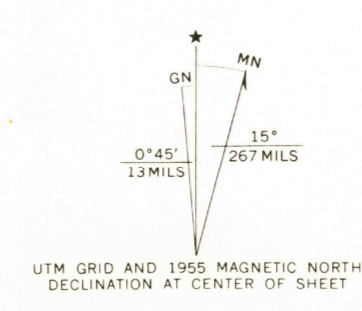 ★
GN
MN
0°45'
13 MILS
15°
267 MILS
UTM GRID AND 1955 MAGNETIC NORTH
DECLINATION AT CENTER OF SHEET